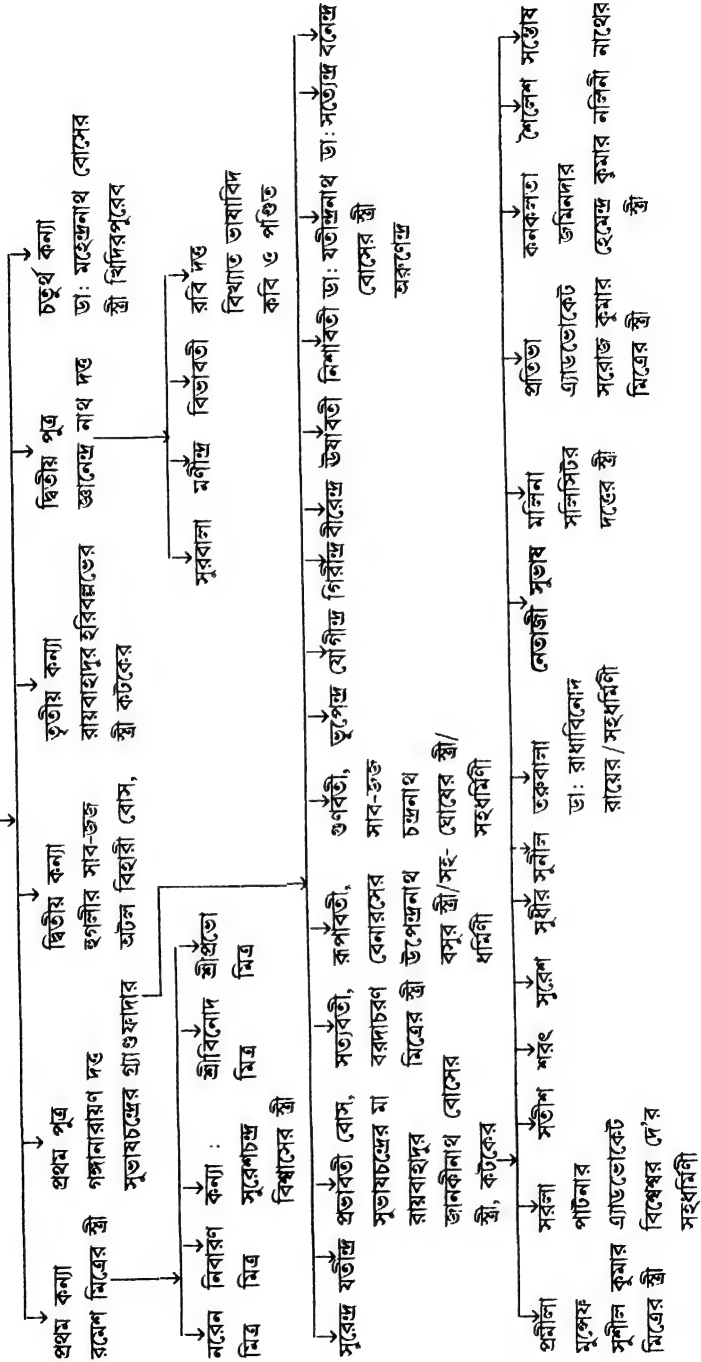 প্রথম কন্যা
রমেশ মিত্রের স্ত্রী
প্রথম পুত্র
গঙ্গানারায়ণ দত্ত
সুভাষচন্দ্রের গ্র্যাণ্ডফাদার
দ্বিতীয় কন্যা
হুগলীর সাব-জজ
অটল বিহারী বোস,
তৃতীয় কন্যা
রায়বাহাদুর হরিবল্লভের
স্ত্রী কটকের
দ্বিতীয় পুত্র
জ্ঞানেন্দ্র নাথ দত্ত
চতুর্থ কন্যা
ডা: মহেন্দ্রনাথ বোসের
স্ত্রী খিদিরপুরেব
নরেন
মিত্র
নিবারণ
মিত্র
কন্যা :
সুরেশচন্দ্র
বিশ্বাসের স্ত্রী
শ্রীবিনোদ
মিত্র
শ্রীপ্রভো
মিত্র
সুরবালা
মণীন্দ্র
বিভাবতী
রবি দত্ত
বিখ্যাত ভাষাবিদ
কবি ও পণ্ডিত
সুরেন্দ্র
যতীন্দ্র
প্রভাবতী বোস,
সুভাষচন্দ্রের মা
রায়বাহাদুর
জানকীনাথ বোসের
স্ত্রী, কটকের
সত্যবতী,
বরদাচরণ
মিত্রের স্ত্রী
রূপাবতী,
বেনারসের
উপেন্দ্রনাথ
বসুর স্ত্রী/সহ-
ধর্মিণী
গুণবতী,
সাব-জজ
চন্দ্রনাথ
ঘোষের স্ত্রী/
সহধর্মিণী
ভূপেন্দ্র
যোগীন্দ্র
গিরীন্দ্র
বীরেন্দ্র
ঊষাবতী
নিশাবতী
ডা: যতীন্দ্রনাথ
বোসের স্ত্রী
অরুণেন্দ্র
ডা: সত্যেন্দ্র
বনেন্দ্র
প্রমীলা
মুন্সেফ
সুশীল কুমার
মিত্রের স্ত্রী
সরলা
পাটনার
এ্যাডভোকেট
বিশ্বেশ্বর দে'র
সহধর্মিণী
সতীশ
শরৎ
সুরেশ
সুধীর
সুনীল
তরুবালা
ডা: রাধাবিনোদ
রায়ের/সহধর্মিণী
নেতাজী সুভাষ
মলিনা
সলিসিটর
দত্তের স্ত্রী
প্রতিভা
এ্যাডভোকেট
সরোজ কুমার
মিত্রের স্ত্রী
কনকলতা
জমিনদার
হেমেন্দ্র কুমার নলিনী নাথের
স্ত্রী
শৈলেশ
সন্তোষ